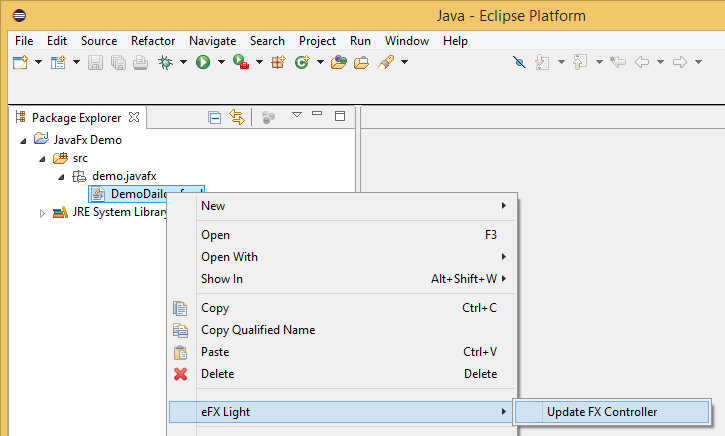 Java - Eclipse Platform
File Edit Source Refactor Navigate Search Project Run Window Help
Package Explorer
JavaFx Demo
src
demo.javafx
JRE System Library
New
Open F3
Open With
Show In Alt+Shift+W
Copy Ctrl+C
Copy Qualified Name
Paste Ctrl+V
Delete Delete
eFX Light
Update FX Controller